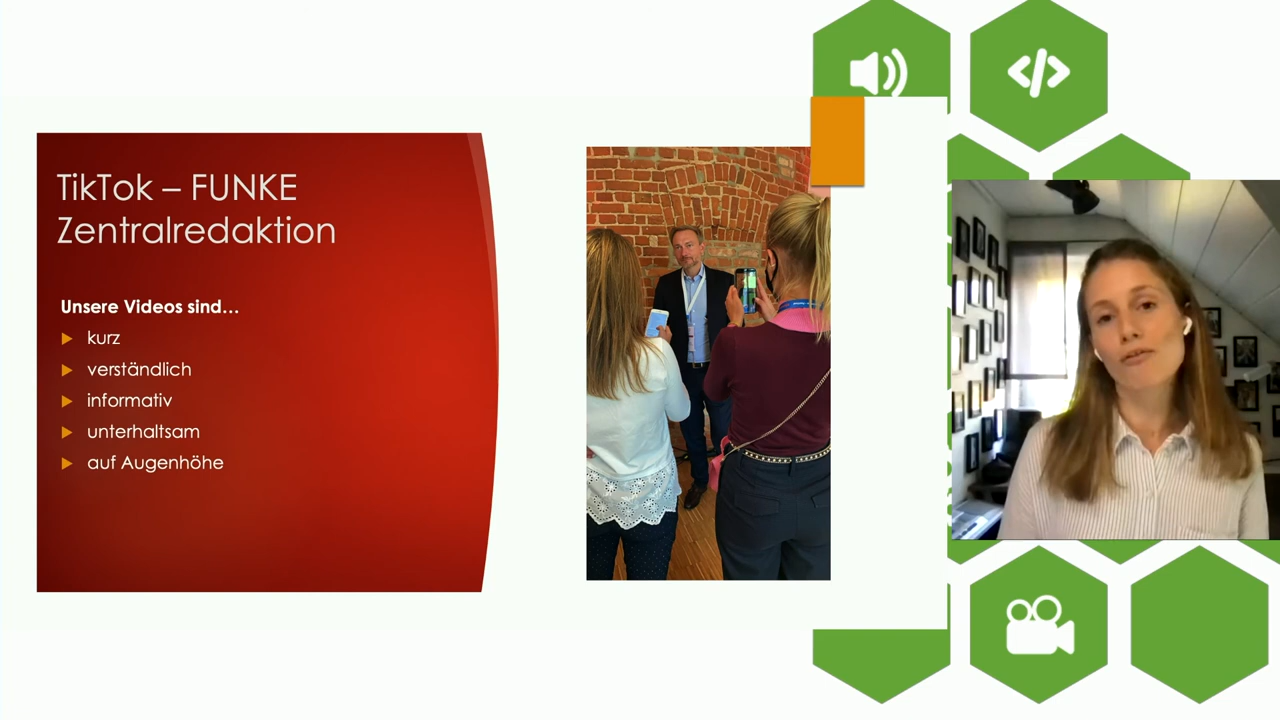 TikTok – FUNKE
Zentralredaktion
Unsere Videos sind…
kurz
verständlich
informativ
unterhaltsam
auf Augenhöhe